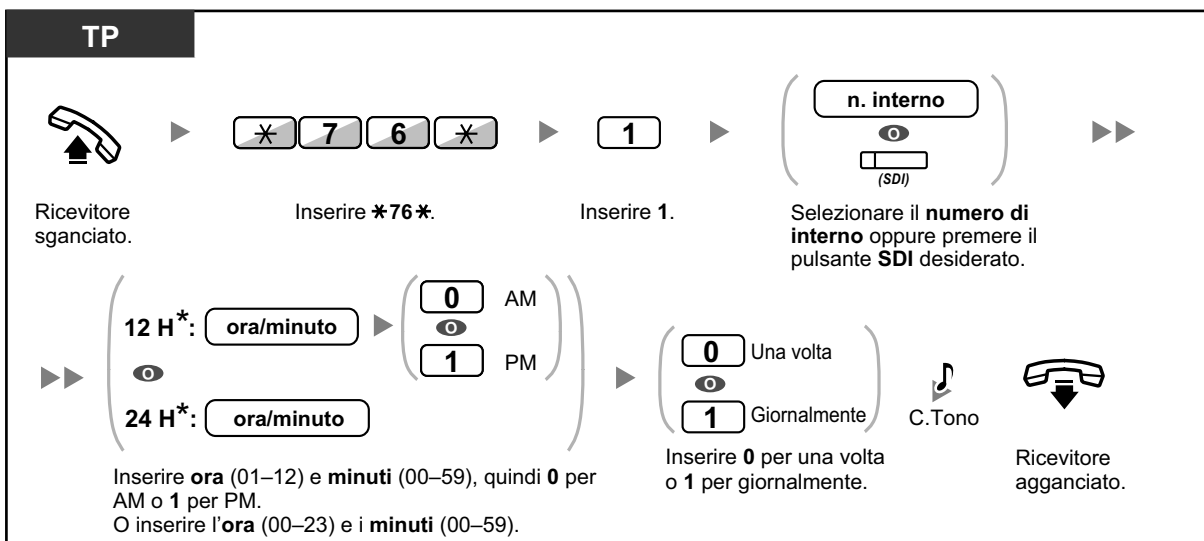 TP
n. interno
O
(SDI)
* 7 6 *
1
Ricevitore
sganciato.
Inserire *76*.
Inserire 1.
Selezionare il numero di
interno oppure premere il
pulsante SDI desiderato.
12 H*: ora/minuto
0 AM
O
1 PM
O
24 H*: ora/minuto
Inserire ora (01–12) e minuti (00–59), quindi 0 per
AM o 1 per PM.
O inserire l'ora (00–23) e i minuti (00–59).
0 Una volta
O
1 Giornalmente
Inserire 0 per una volta
o 1 per giornalmente.
C.Tono
Ricevitore
agganciato.